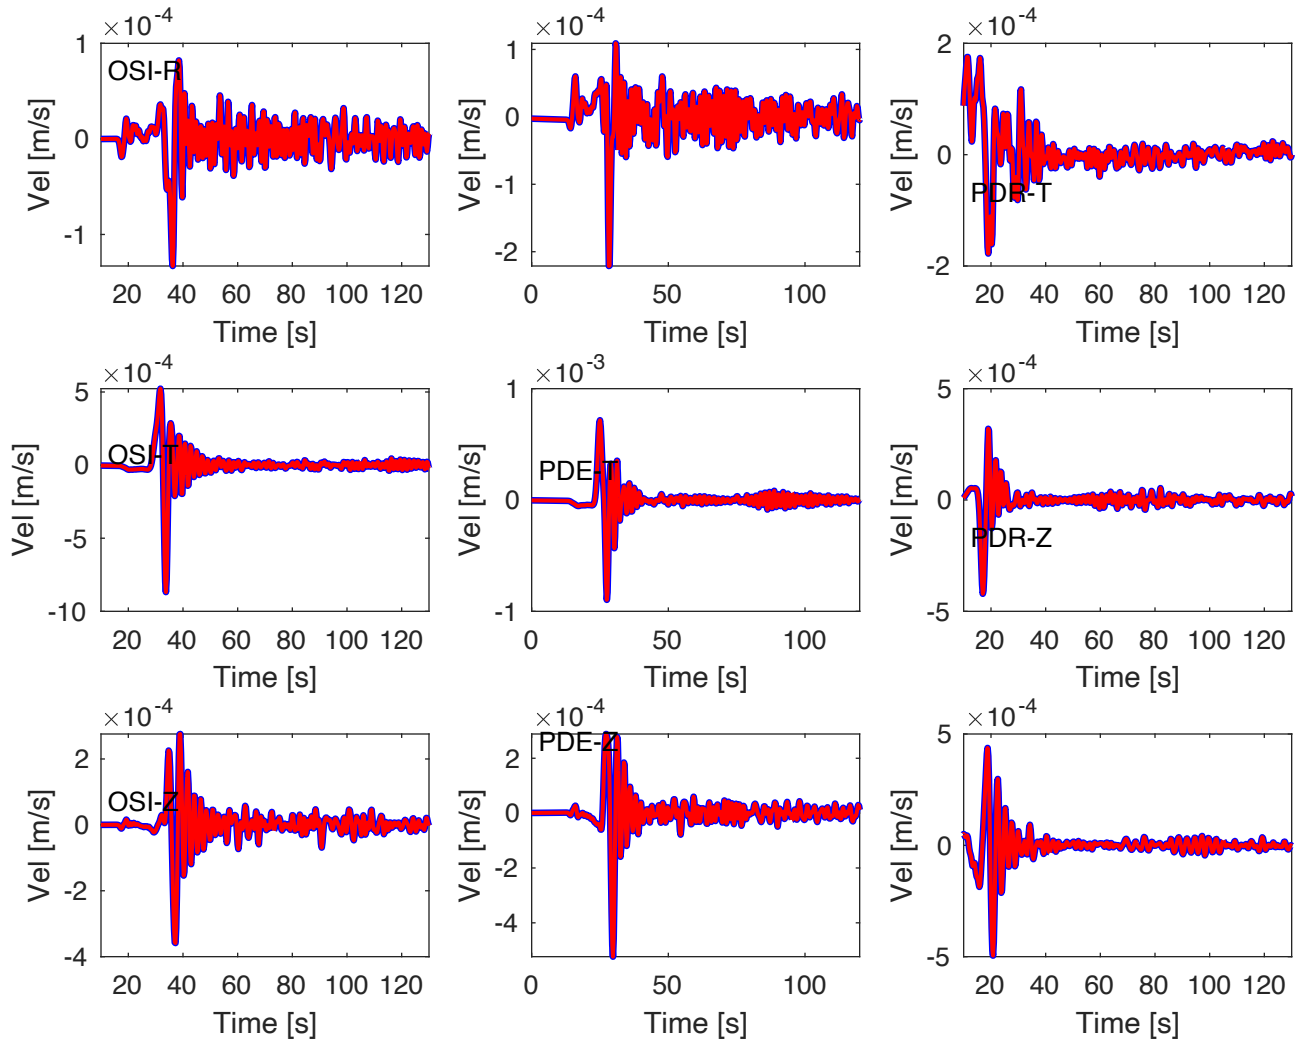 ×10-4
1
0
-1
Vel [m/s]
OSI-R
20 40 60 80 100 120
Time [s]
×10-4
1
0
-1
-2
Vel [m/s]
0 50 100
Time [s]
×10-4
2
0
-2
Vel [m/s]
PDR-T
20 40 60 80 100 120
Time [s]
×10-4
5
0
-5
-10
Vel [m/s]
OSI-T
20 40 60 80 100 120
Time [s]
×10-3
1
0
-1
Vel [m/s]
PDE-T
0 50 100
Time [s]
×10-4
5
0
-5
Vel [m/s]
PDR-Z
20 40 60 80 100 120
Time [s]
×10-4
2
0
-2
-4
Vel [m/s]
OSI-Z
20 40 60 80 100 120
Time [s]
×10-4
2
0
-2
-4
Vel [m/s]
PDE-Z
0 50 100
Time [s]
×10-4
5
0
-5
Vel [m/s]
20 40 60 80 100 120
Time [s]